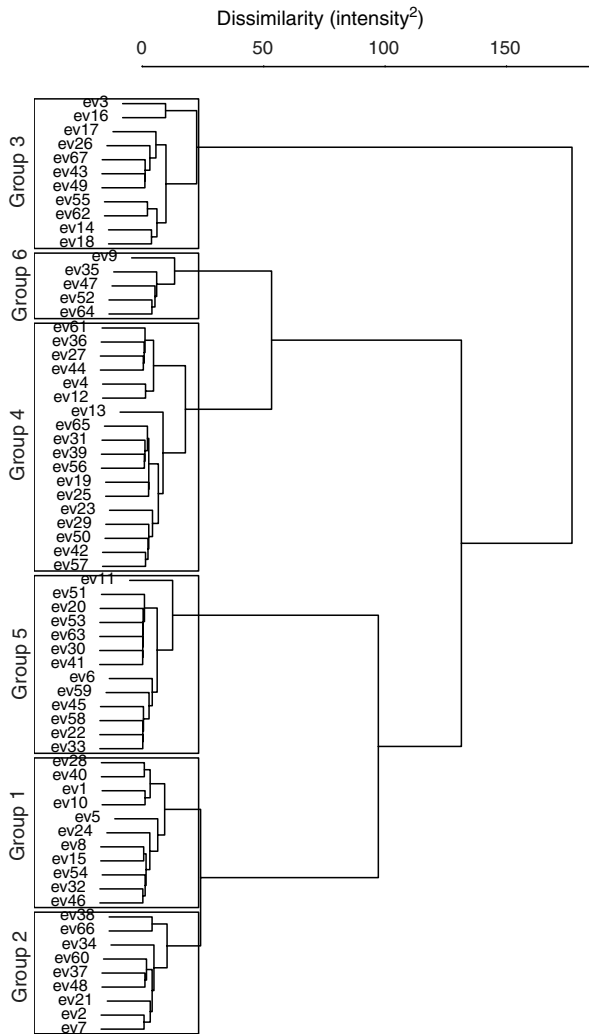 Dissimilarity (intensity²)
0 50 100 150
Group 3
ev3
ev16
ev17
ev26
ev67
ev43
ev49
ev55
ev62
ev14
ev18
Group 6
ev9
ev35
ev47
ev52
ev64
Group 4
ev61
ev36
ev27
ev44
ev4
ev12
ev13
ev65
ev31
ev39
ev56
ev19
ev25
ev23
ev29
ev50
ev42
ev57
Group 5
ev11
ev51
ev20
ev53
ev63
ev30
ev41
ev6
ev59
ev45
ev58
ev22
ev33
Group 1
ev28
ev40
ev1
ev10
ev5
ev24
ev8
ev15
ev54
ev32
ev46
Group 2
ev38
ev66
ev34
ev60
ev37
ev48
ev21
ev2
ev7